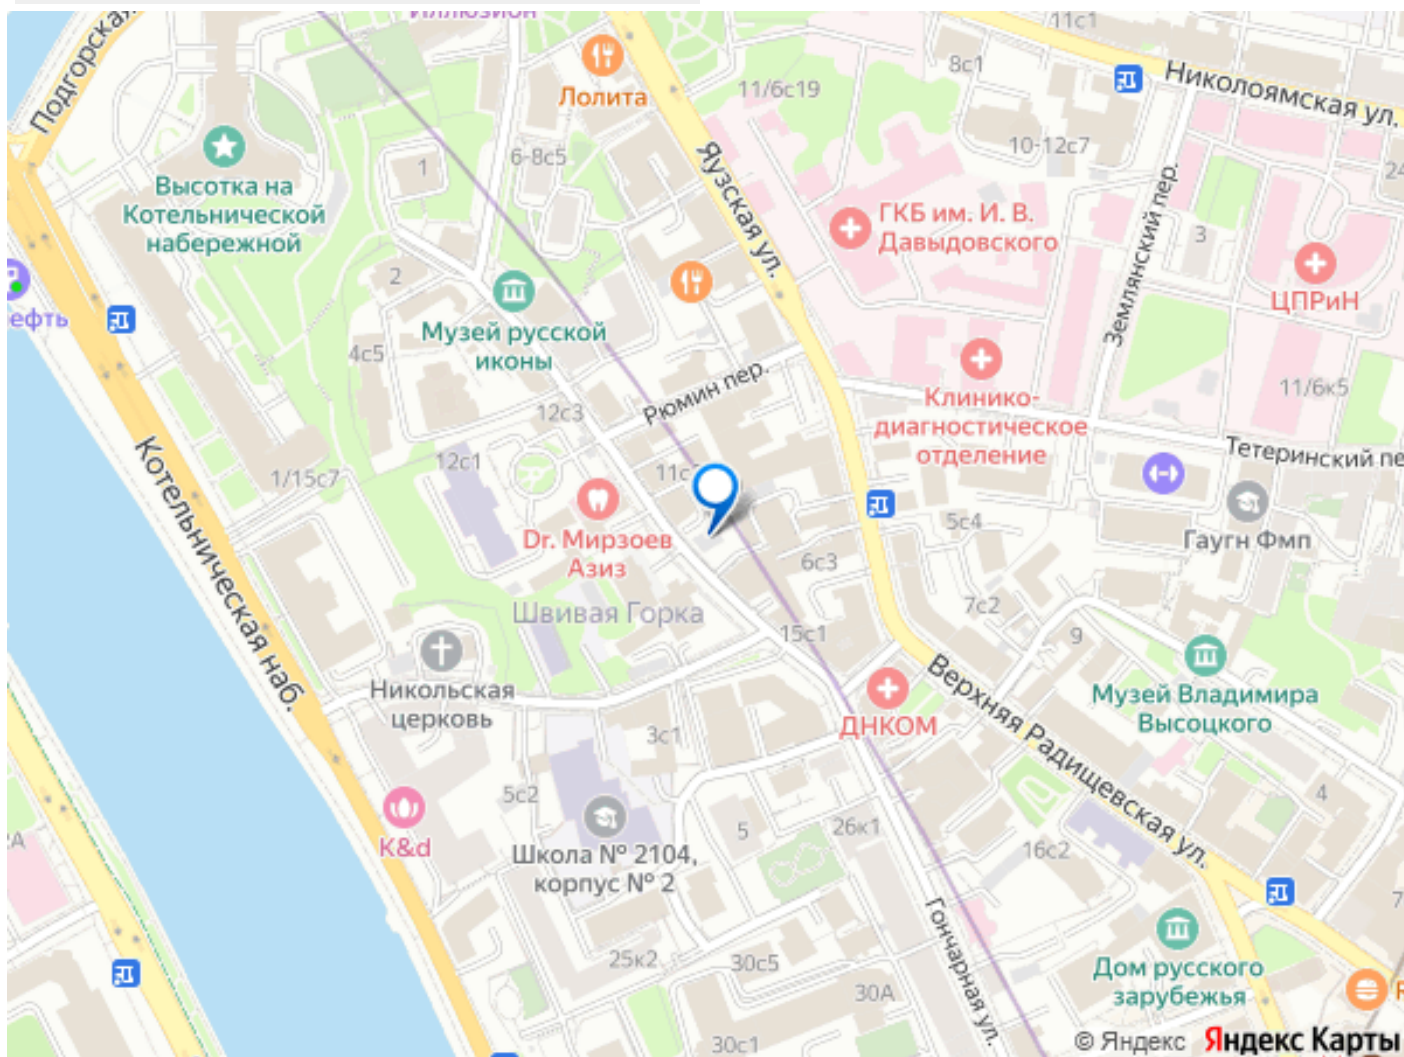 Иллюзион
11с1
Подгорская
8с1
Николоямская ул.
Лолита
11/6с19
10-12с7
6-8с5
1
Яузская ул.
Высотка на
Котельнической
набережной
ГКБ им. И. В.
Давыдовского
Землянский пер.
3
24
ЦПРиН
2
Музей русской
иконы
4с5
ефть
Рюмин пер.
Клинико-
диагностическое
отделение
11/6к5
12с3
Тетеринский пе
12с1
1/15с7
Котельническая наб.
Dr. Мирзоев
Азиз
5с4
Гаугн Фмп
6с3
Швивая Горка
7с2
15с1
9
Никольская
церковь
Верхняя Радищевская ул.
Музей Владимира
Высоцкого
ДНКОМ
3с1
5с2
4
K&d
5
26к1
Школа № 2104,
корпус № 2
16с2
Гончарная ул.
25к2
30с5
30А
Дом русского
зарубежья
30с1
© Яндекс Яндекс Карты